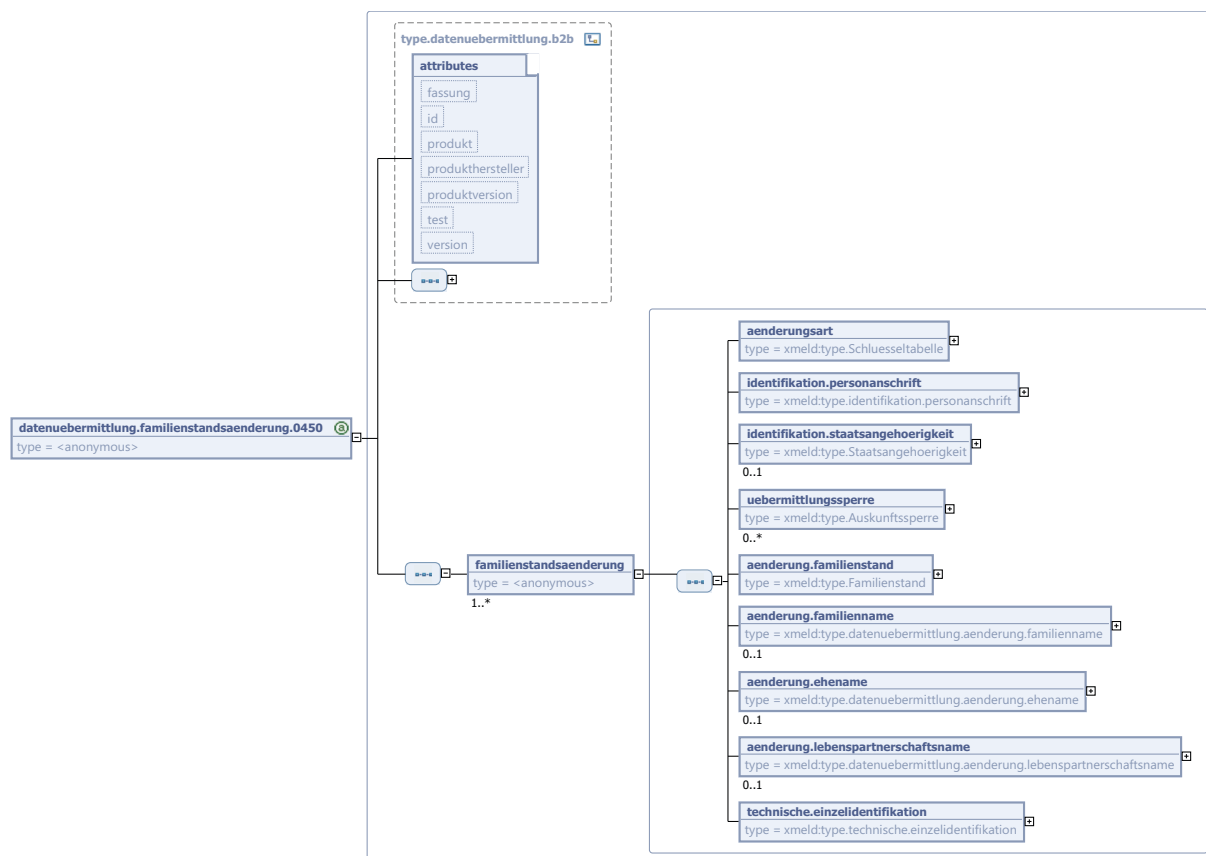 type.datenuebermittlung.b2b
attributes
fassung
id
produkt
produkthersteller
produktversion
test
version
datenuebermittlung.familienstandsaenderung.0450 a
type = <anonymous>
familienstandsaenderung
type = <anonymous>
1..*
aenderungsart
type = xmeld:type.Schluesseltabelle
identifikation.personanschrift
type = xmeld:type.identifikation.personanschrift
identifikation.staatsangehoerigkeit
type = xmeld:type.Staatsangehoerigkeit
0..1
uebermittlungssperre
type = xmeld:type.Auskunftssperre
0..*
aenderung.familienstand
type = xmeld:type.Familienstand
aenderung.familienname
type = xmeld:type.datenuebermittlung.aenderung.familienname
0..1
aenderung.ehename
type = xmeld:type.datenuebermittlung.aenderung.ehename
0..1
aenderung.lebenspartnerschaftsname
type = xmeld:type.datenuebermittlung.aenderung.lebenspartnerschaftsname
0..1
technische.einzelidentifikation
type = xmeld:type.technische.einzelidentifikation